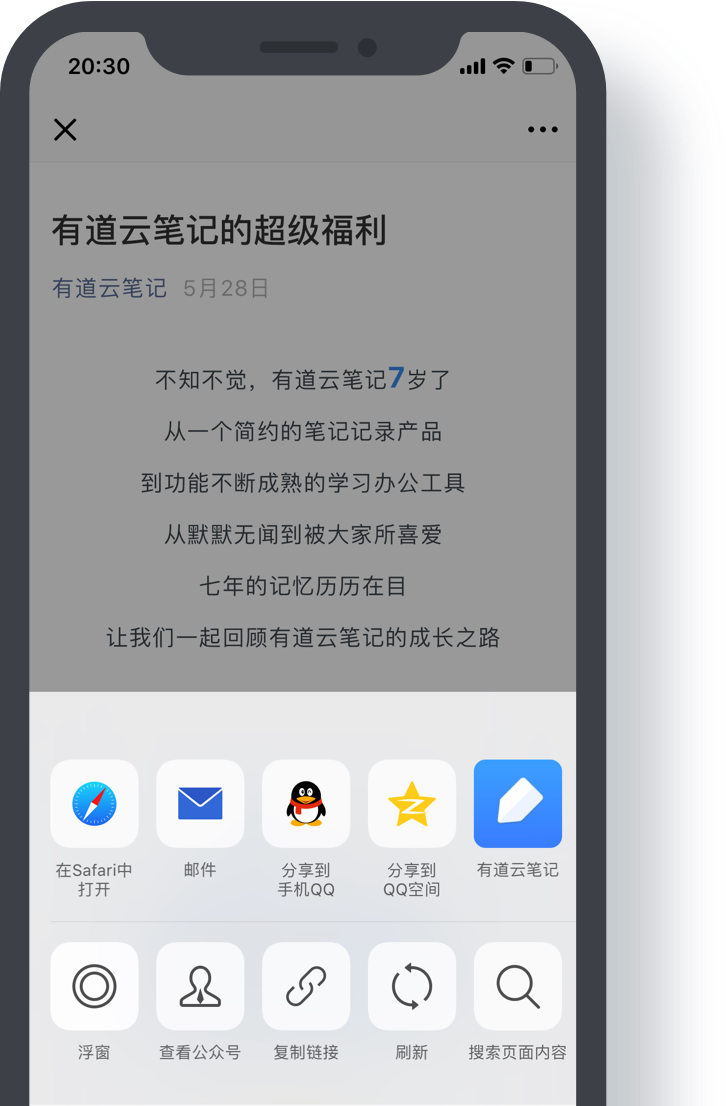 20:30
有道云笔记的超级福利
有道云笔记 5月28日
不知不觉，有道云笔记7岁了
从一个简约的笔记记录产品
到功能不断成熟的学习办公工具
从默默无闻到被大家所喜爱
七年的记忆历历在目
让我们一起回顾有道云笔记的成长之路
在Safari中
打开
邮件
分享到
手机QQ
分享到
QQ空间
有道云笔记
浮窗
查看公众号
复制链接
刷新
搜索页面内容